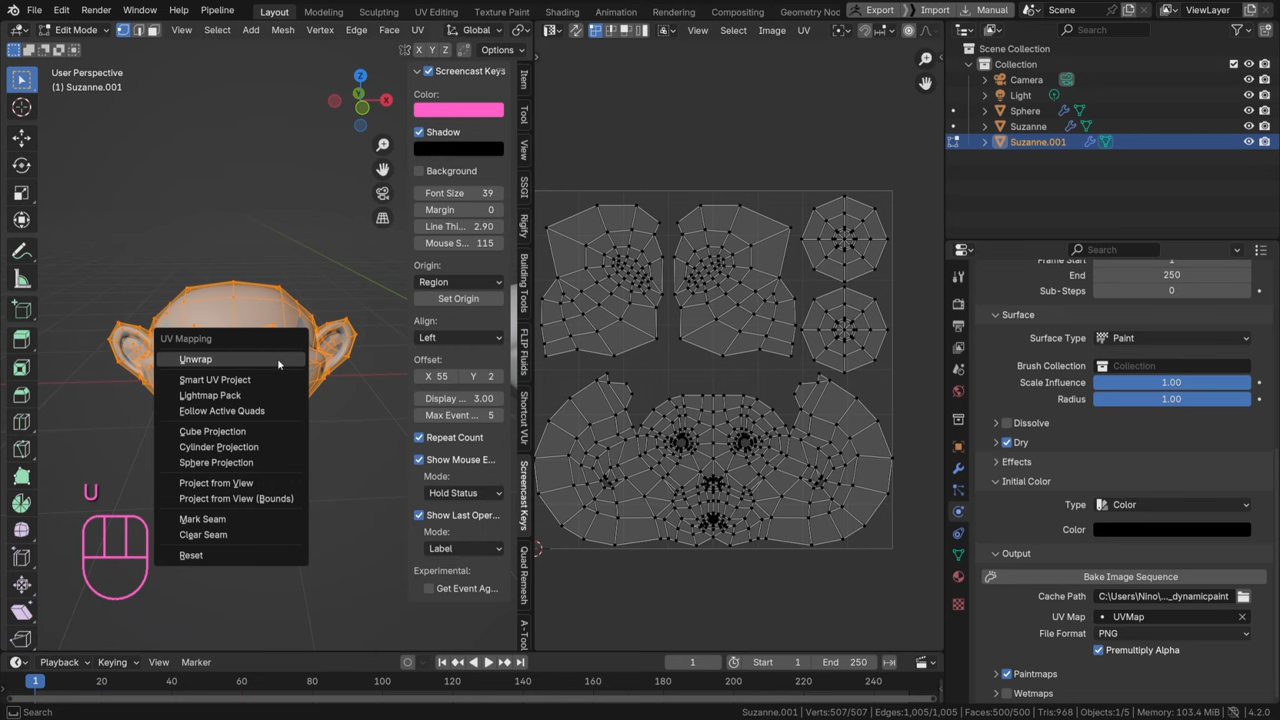 File Edit Render Window Help Pipeline Layout Modeling Sculpting UV Editing Texture Paint Shading Animation Rendering Compositing Geometry Noc Export Import Manual Scene ViewLayer
Edit Mode View Select Add Mesh Vertex Edge Face UV Global
View Select Image UV
Search
X Y Z Options
User Perspective
(1) Suzanne.001
Z
Y
X
Screencast Keys
Color:
Shadow
Background
Font Size 39
Margin 0
Line Thi... 2.90
Mouse S... 115
Origin:
Region
Set Origin
Align:
Left
Offset:
X 55 Y 2
Display ... 3.00
Max Event ... 5
Repeat Count
Show Mouse E...
Mode:
Hold Status
Show Last Oper...
Mode:
Label
Experimental:
Get Event Ag...
Item
Tool
View
SSGI
Rigify
Building Tools
FLIP Fluids
Shortcut VUr
Screencast Keys
Quad Remesh
A-Tool
UV Mapping
Unwrap
Smart UV Project
Lightmap Pack
Follow Active Quads
Cube Projection
Cylinder Projection
Sphere Projection
Project from View
Project from View (Bounds)
Mark Seam
Clear Seam
Reset
U
Scene Collection
Collection
Camera
Light
Sphere
Suzanne
Suzanne.001
Search
Frame Start 1
End 250
Sub-Steps 0
Surface
Surface Type Paint
Brush Collection Collection
Scale Influence 1.00
Radius 1.00
Dissolve
Dry
Effects
Initial Color
Type Color
Color
Output
Bake Image Sequence
Cache Path C:\Users\Nino\..._dynamicpaint
UV Map UVMap
File Format PNG
Premultiply Alpha
Paintmaps
Wetmaps
Playback Keying View Marker 1 Start 1 End 250
1 20 40 60 80 100 120 140 160 180 200 220 240
Search Suzanne.001 | Verts:507/507 | Edges:1,005/1,005 | Faces:500/500 | Tris:968 | Objects:1/5 | Memory: 103.4 MiB | 4.2.0